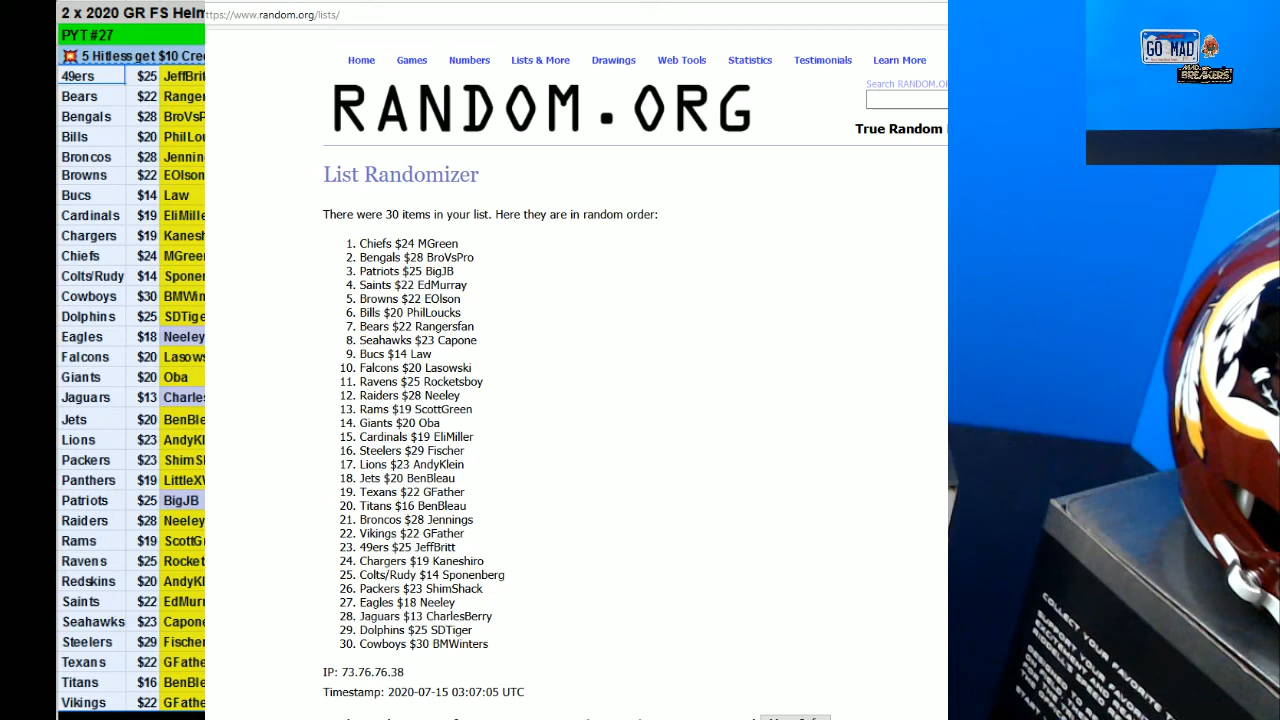 2 x 2020 GR FS Helm
PYT #27
5 Hitless get $10 Cre
49ers $25 JeffBrit
Bears $22 Ranger
Bengals $28 BroVsP
Bills $20 PhilLou
Broncos $28 Jennin
Browns $22 EOlson
Bucs $14 Law
Cardinals $19 EliMille
Chargers $19 Kanesh
Chiefs $24 MGreen
Colts/Rudy $14 Sponer
Cowboys $30 BMWin
Dolphins $25 SDTige
Eagles $18 Neeley
Falcons $20 Lasows
Giants $20 Oba
Jaguars $13 Charles
Jets $20 BenBle
Lions $23 AndyKl
Packers $23 ShimSl
Panthers $19 LittleXV
Patriots $25 BigJB
Raiders $28 Neeley
Rams $19 ScottGr
Ravens $25 Rocket
Redskins $20 AndyKl
Saints $22 EdMurr
Seahawks $23 Capone
Steelers $29 Fischer
Texans $22 GFathe
Titans $16 BenBle
Vikings $22 GFathe
ttps://www.random.org/lists/
Home Games Numbers Lists & More Drawings Web Tools Statistics Testimonials Learn More
Search RANDOM.OR
RANDOM.ORG
True Random
List Randomizer
There were 30 items in your list. Here they are in random order:
1. Chiefs $24 MGreen
2. Bengals $28 BroVsPro
3. Patriots $25 BigJB
4. Saints $22 EdMurray
5. Browns $22 EOlson
6. Bills $20 PhilLoucks
7. Bears $22 Rangersfan
8. Seahawks $23 Capone
9. Bucs $14 Law
10. Falcons $20 Lasowski
11. Ravens $25 Rocketsboy
12. Raiders $28 Neeley
13. Rams $19 ScottGreen
14. Giants $20 Oba
15. Cardinals $19 EliMiller
16. Steelers $29 Fischer
17. Lions $23 AndyKlein
18. Jets $20 BenBleau
19. Texans $22 GFather
20. Titans $16 BenBleau
21. Broncos $28 Jennings
22. Vikings $22 GFather
23. 49ers $25 JeffBritt
24. Chargers $19 Kaneshiro
25. Colts/Rudy $14 Sponenberg
26. Packers $23 ShimShack
27. Eagles $18 Neeley
28. Jaguars $13 CharlesBerry
29. Dolphins $25 SDTiger
30. Cowboys $30 BMWinters
IP: 73.76.76.38
Timestamp: 2020-07-15 03:07:05 UTC
GO MAD
MAD
BREAKERS
COLLECT YOUR FAVOR
SUPPORT YOUR